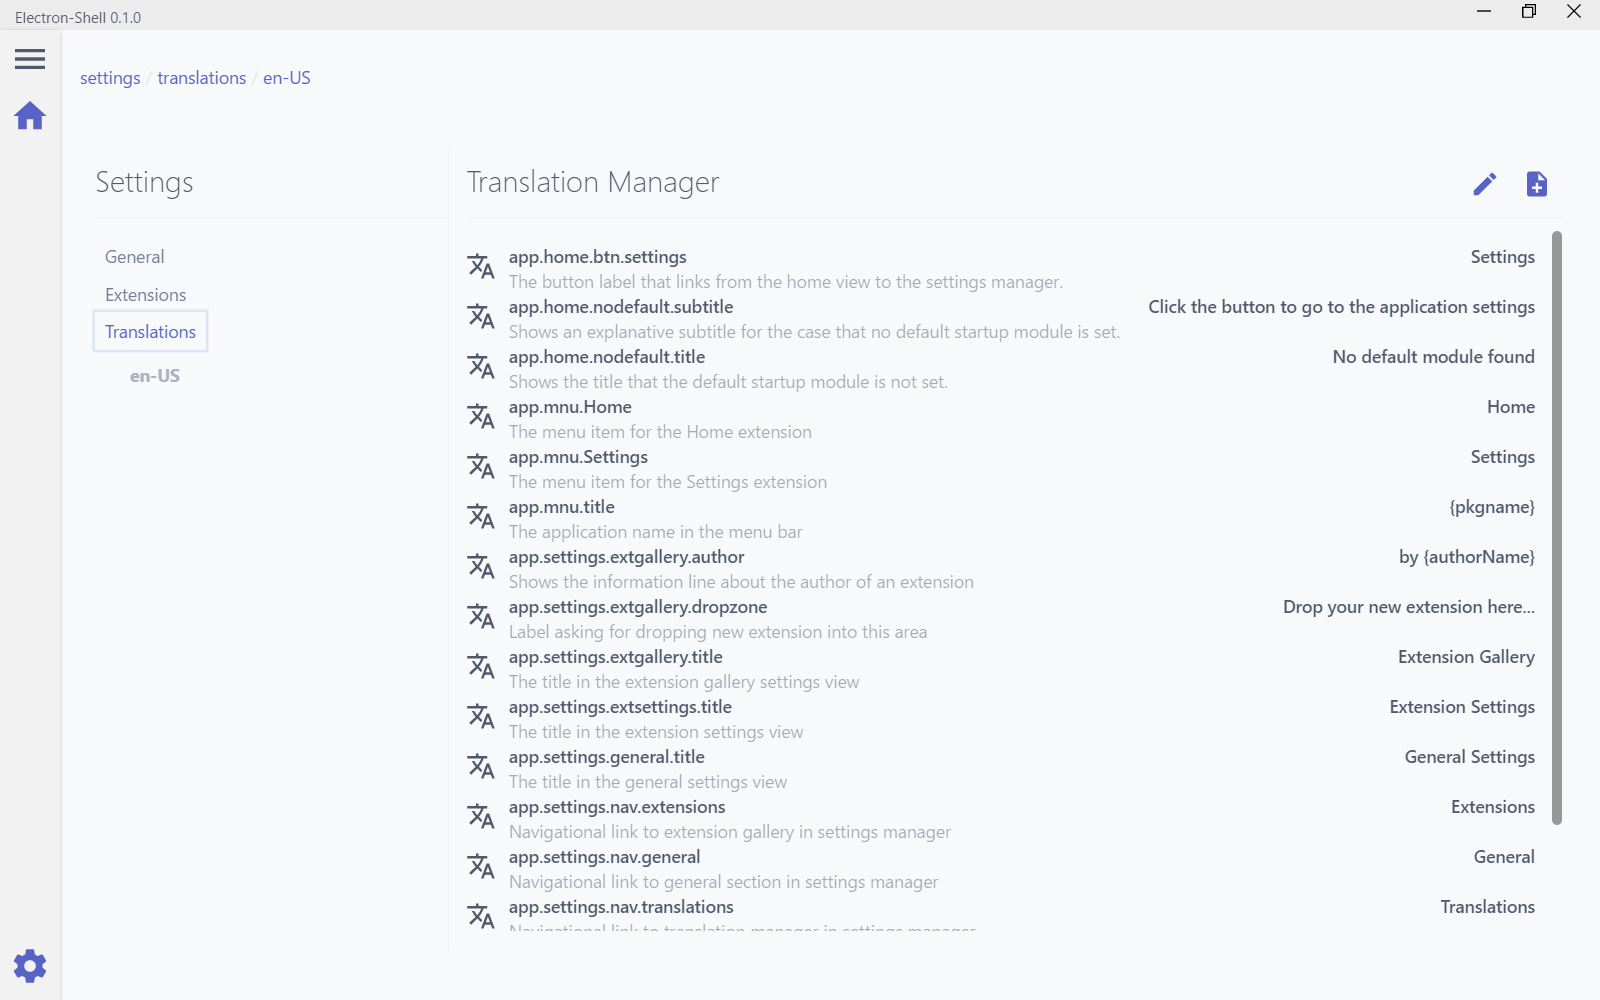 Electron-Shell 0.1.0
settings / translations / en-US
Settings
General
Extensions
Translations
en-US
Translation Manager
app.home.btn.settings Settings
The button label that links from the home view to the settings manager.
app.home.nodefault.subtitle Click the button to go to the application settings
Shows an explanative subtitle for the case that no default startup module is set.
app.home.nodefault.title No default module found
Shows the title that the default startup module is not set.
app.mnu.Home Home
The menu item for the Home extension
app.mnu.Settings Settings
The menu item for the Settings extension
app.mnu.title {pkgname}
The application name in the menu bar
app.settings.extgallery.author by {authorName}
Shows the information line about the author of an extension
app.settings.extgallery.dropzone Drop your new extension here...
Label asking for dropping new extension into this area
app.settings.extgallery.title Extension Gallery
The title in the extension gallery settings view
app.settings.extsettings.title Extension Settings
The title in the extension settings view
app.settings.general.title General Settings
The title in the general settings view
app.settings.nav.extensions Extensions
Navigational link to extension gallery in settings manager
app.settings.nav.general General
Navigational link to general section in settings manager
app.settings.nav.translations Translations
Navigational link to translation manager in settings manager